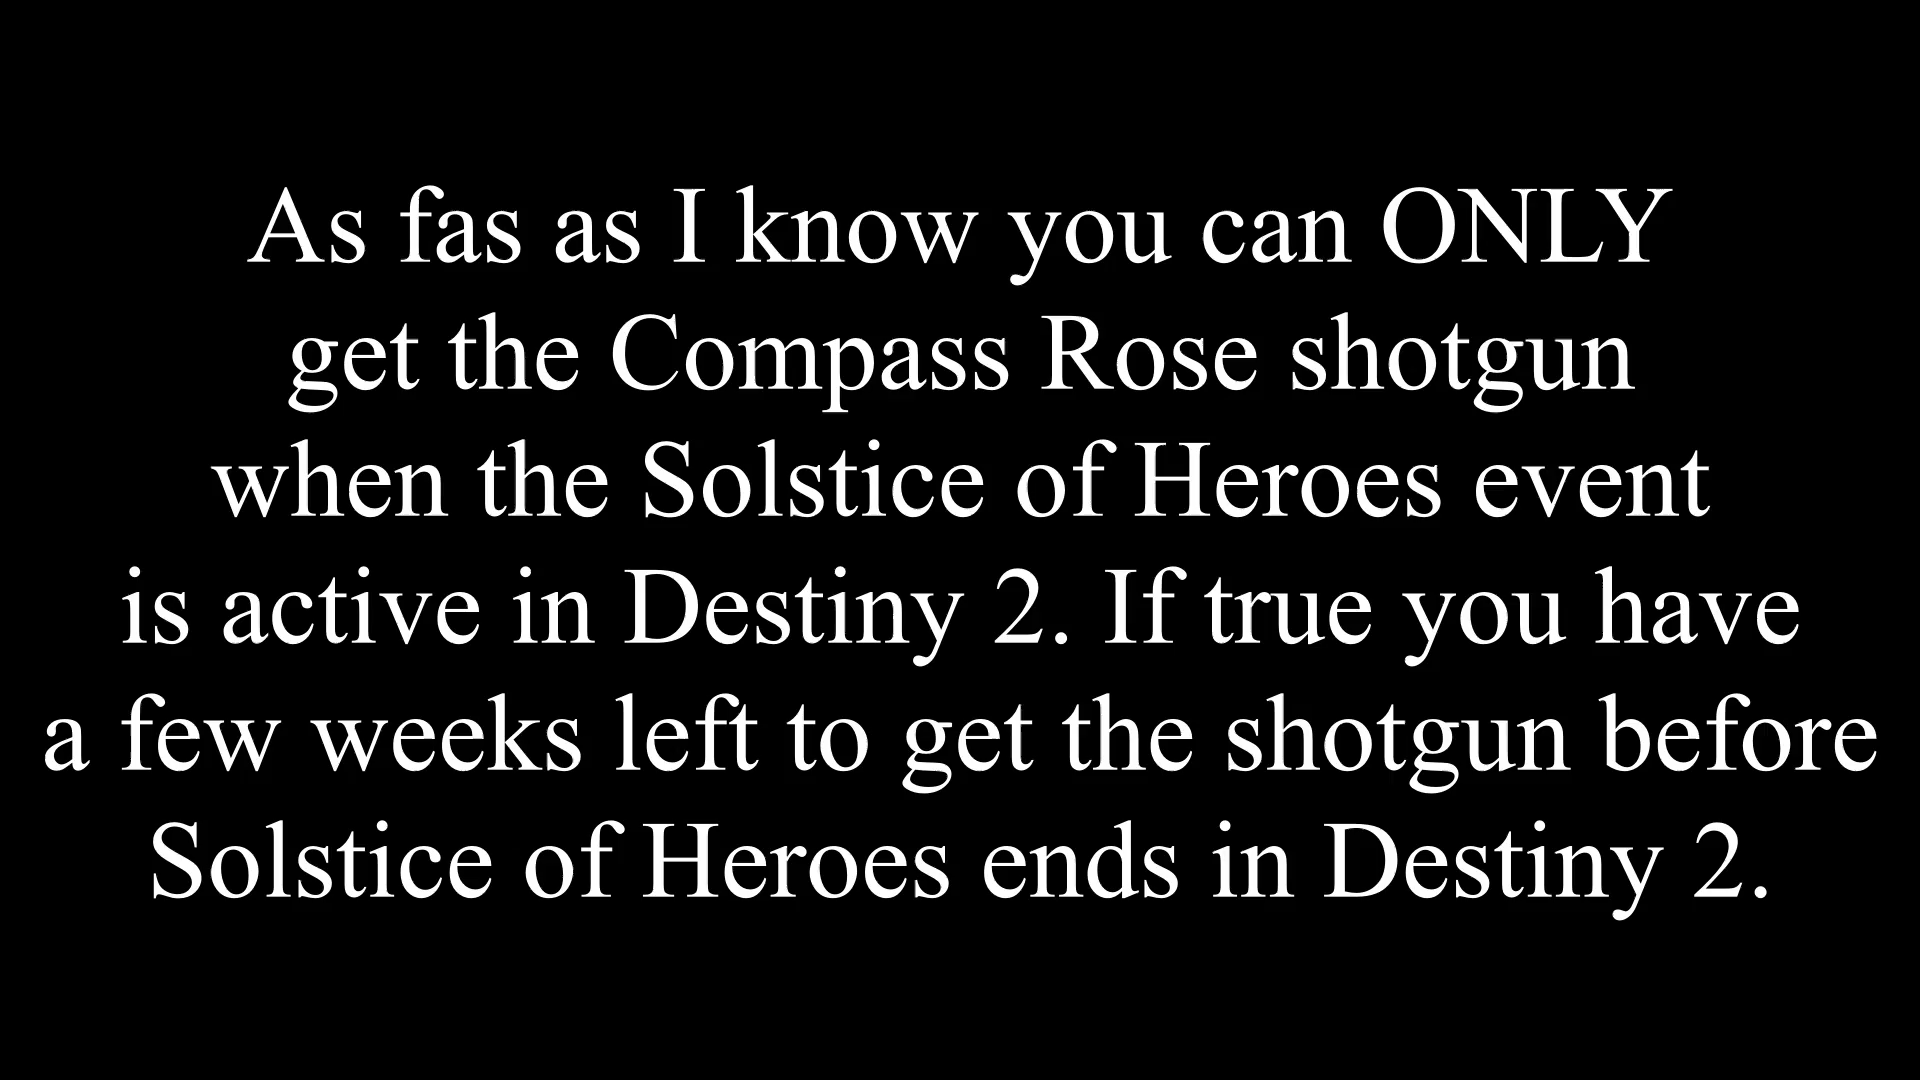 As fas as I know you can ONLY
get the Compass Rose shotgun
when the Solstice of Heroes event
is active in Destiny 2. If true you have
a few weeks left to get the shotgun before
Solstice of Heroes ends in Destiny 2.